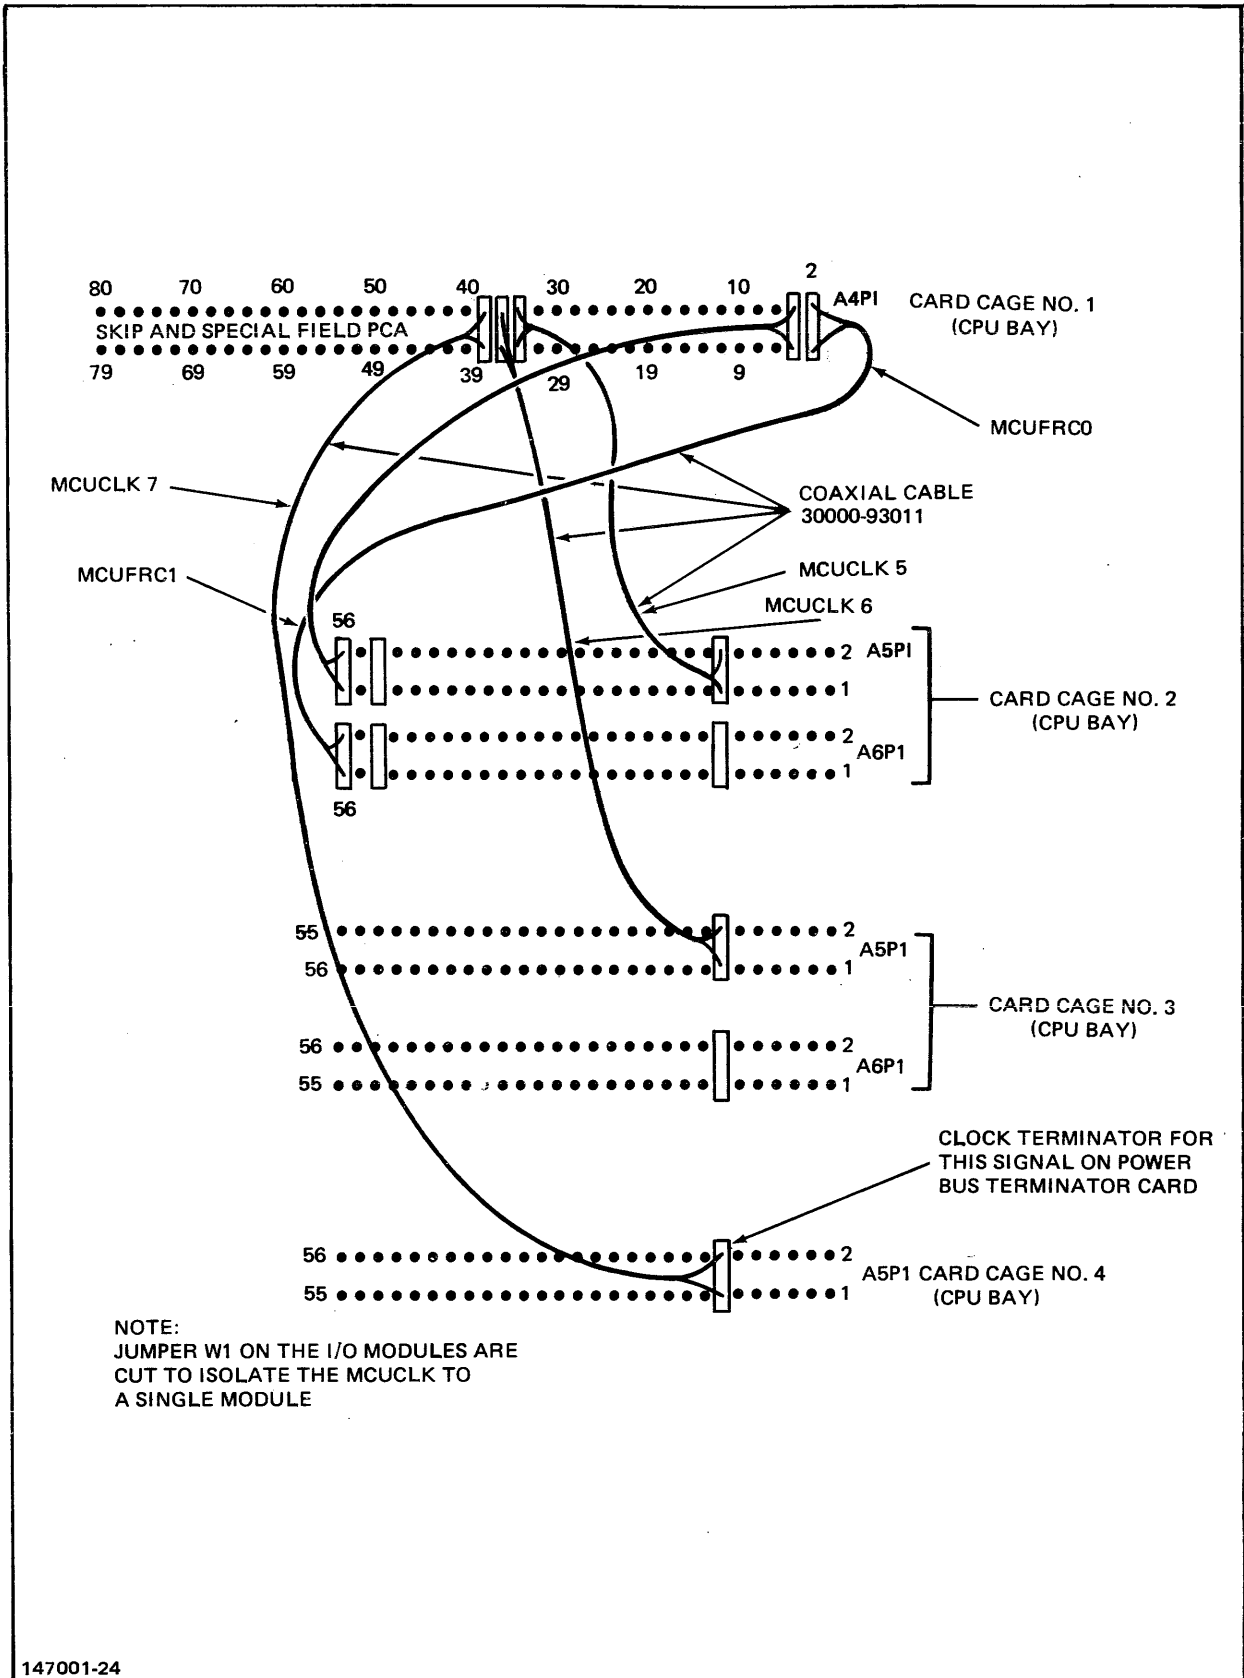 2
80 70 60 50 40 30 20 10
A4PI CARD CAGE NO. 1
(CPU BAY)
SKIP AND SPECIAL FIELD PCA
79 69 59 49 39 29 19 9
MCUFRC0
MCUCLK 7
COAXIAL CABLE
30000-93011
MCUFRC1
MCUCLK 5
MCUCLK 6
56
2 A5PI
1
CARD CAGE NO. 2
(CPU BAY)
2
A6P1
1
56
55 2
A5P1
56 1
CARD CAGE NO. 3
(CPU BAY)
56 2
A6P1
55 1
CLOCK TERMINATOR FOR
THIS SIGNAL ON POWER
BUS TERMINATOR CARD
56 2
A5P1 CARD CAGE NO. 4
(CPU BAY)
55 1
NOTE:
JUMPER W1 ON THE I/O MODULES ARE
CUT TO ISOLATE THE MCUCLK TO
A SINGLE MODULE
147001-24